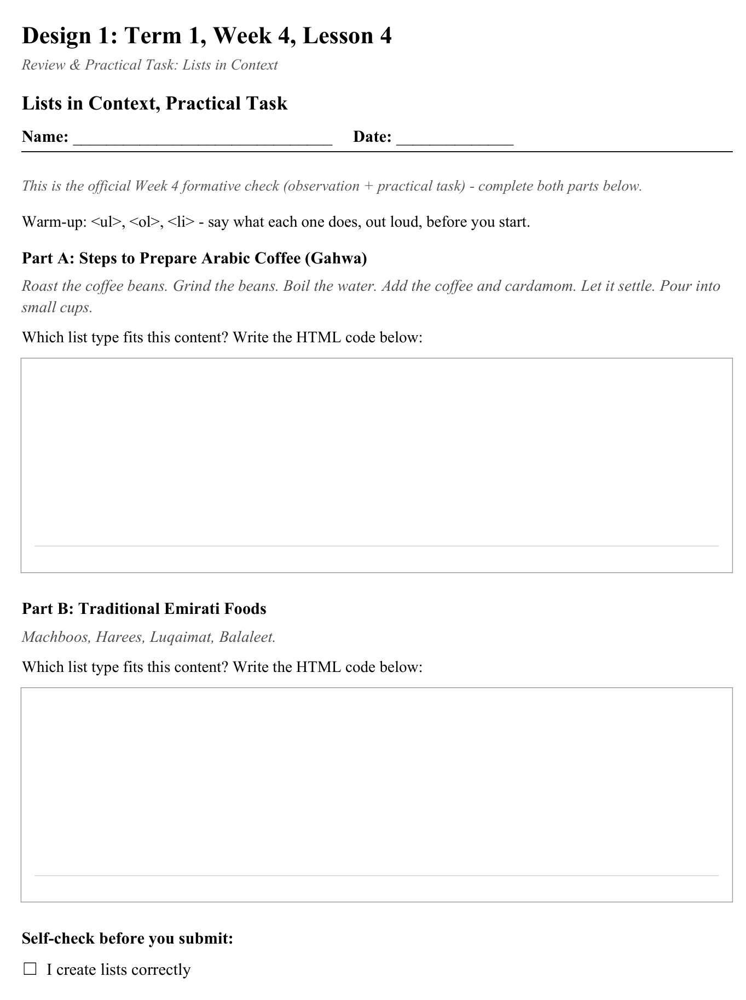 Design 1: Term 1, Week 4, Lesson 4
Review & Practical Task: Lists in Context
Lists in Context, Practical Task
Name: _______________________________ Date: ______________
This is the official Week 4 formative check (observation + practical task) - complete both parts below.
Warm-up: <ul>, <ol>, <li> - say what each one does, out loud, before you start.
Part A: Steps to Prepare Arabic Coffee (Gahwa)
Roast the coffee beans. Grind the beans. Boil the water. Add the coffee and cardamom. Let it settle. Pour into
small cups.
Which list type fits this content? Write the HTML code below:
Part B: Traditional Emirati Foods
Machboos, Harees, Luqaimat, Balaleet.
Which list type fits this content? Write the HTML code below:
Self-check before you submit:
☐ I create lists correctly